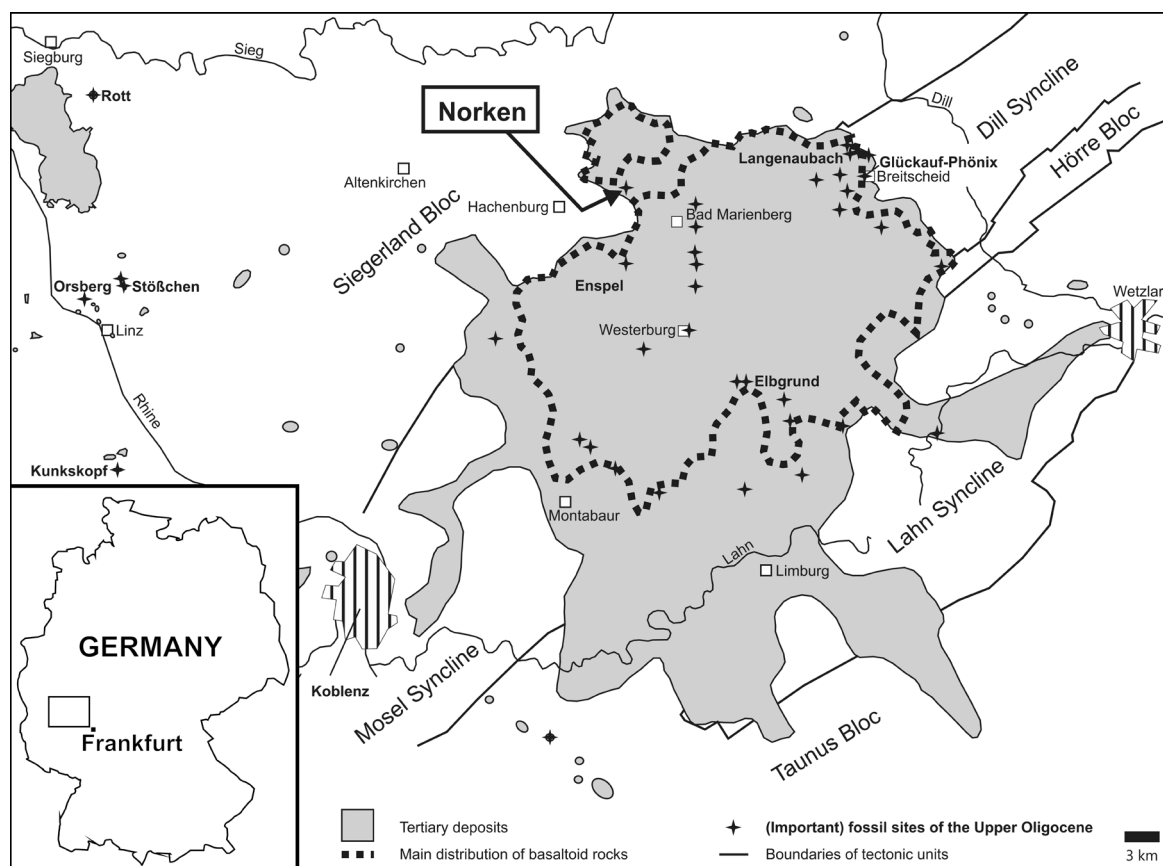 Siegburg
Sieg
Rott
Norken
Dill
Dill Syncline
Hörre Bloc
Langenaubach
Glückauf-Phönix
Breitscheid
Altenkirchen
Hachenburg
Bad Marienberg
Siegerland Bloc
Orsberg
Stößchen
Linz
Enspel
Westerburg
Wetzlar
Rhine
Elbgrund
Kunkskopf
Montabaur
Lahn Syncline
Lahn
Limburg
GERMANY
Frankfurt
Koblenz
Mosel Syncline
Taunus Bloc
Tertiary deposits
Main distribution of basaltoid rocks
(Important) fossil sites of the Upper Oligocene
Boundaries of tectonic units
3 km